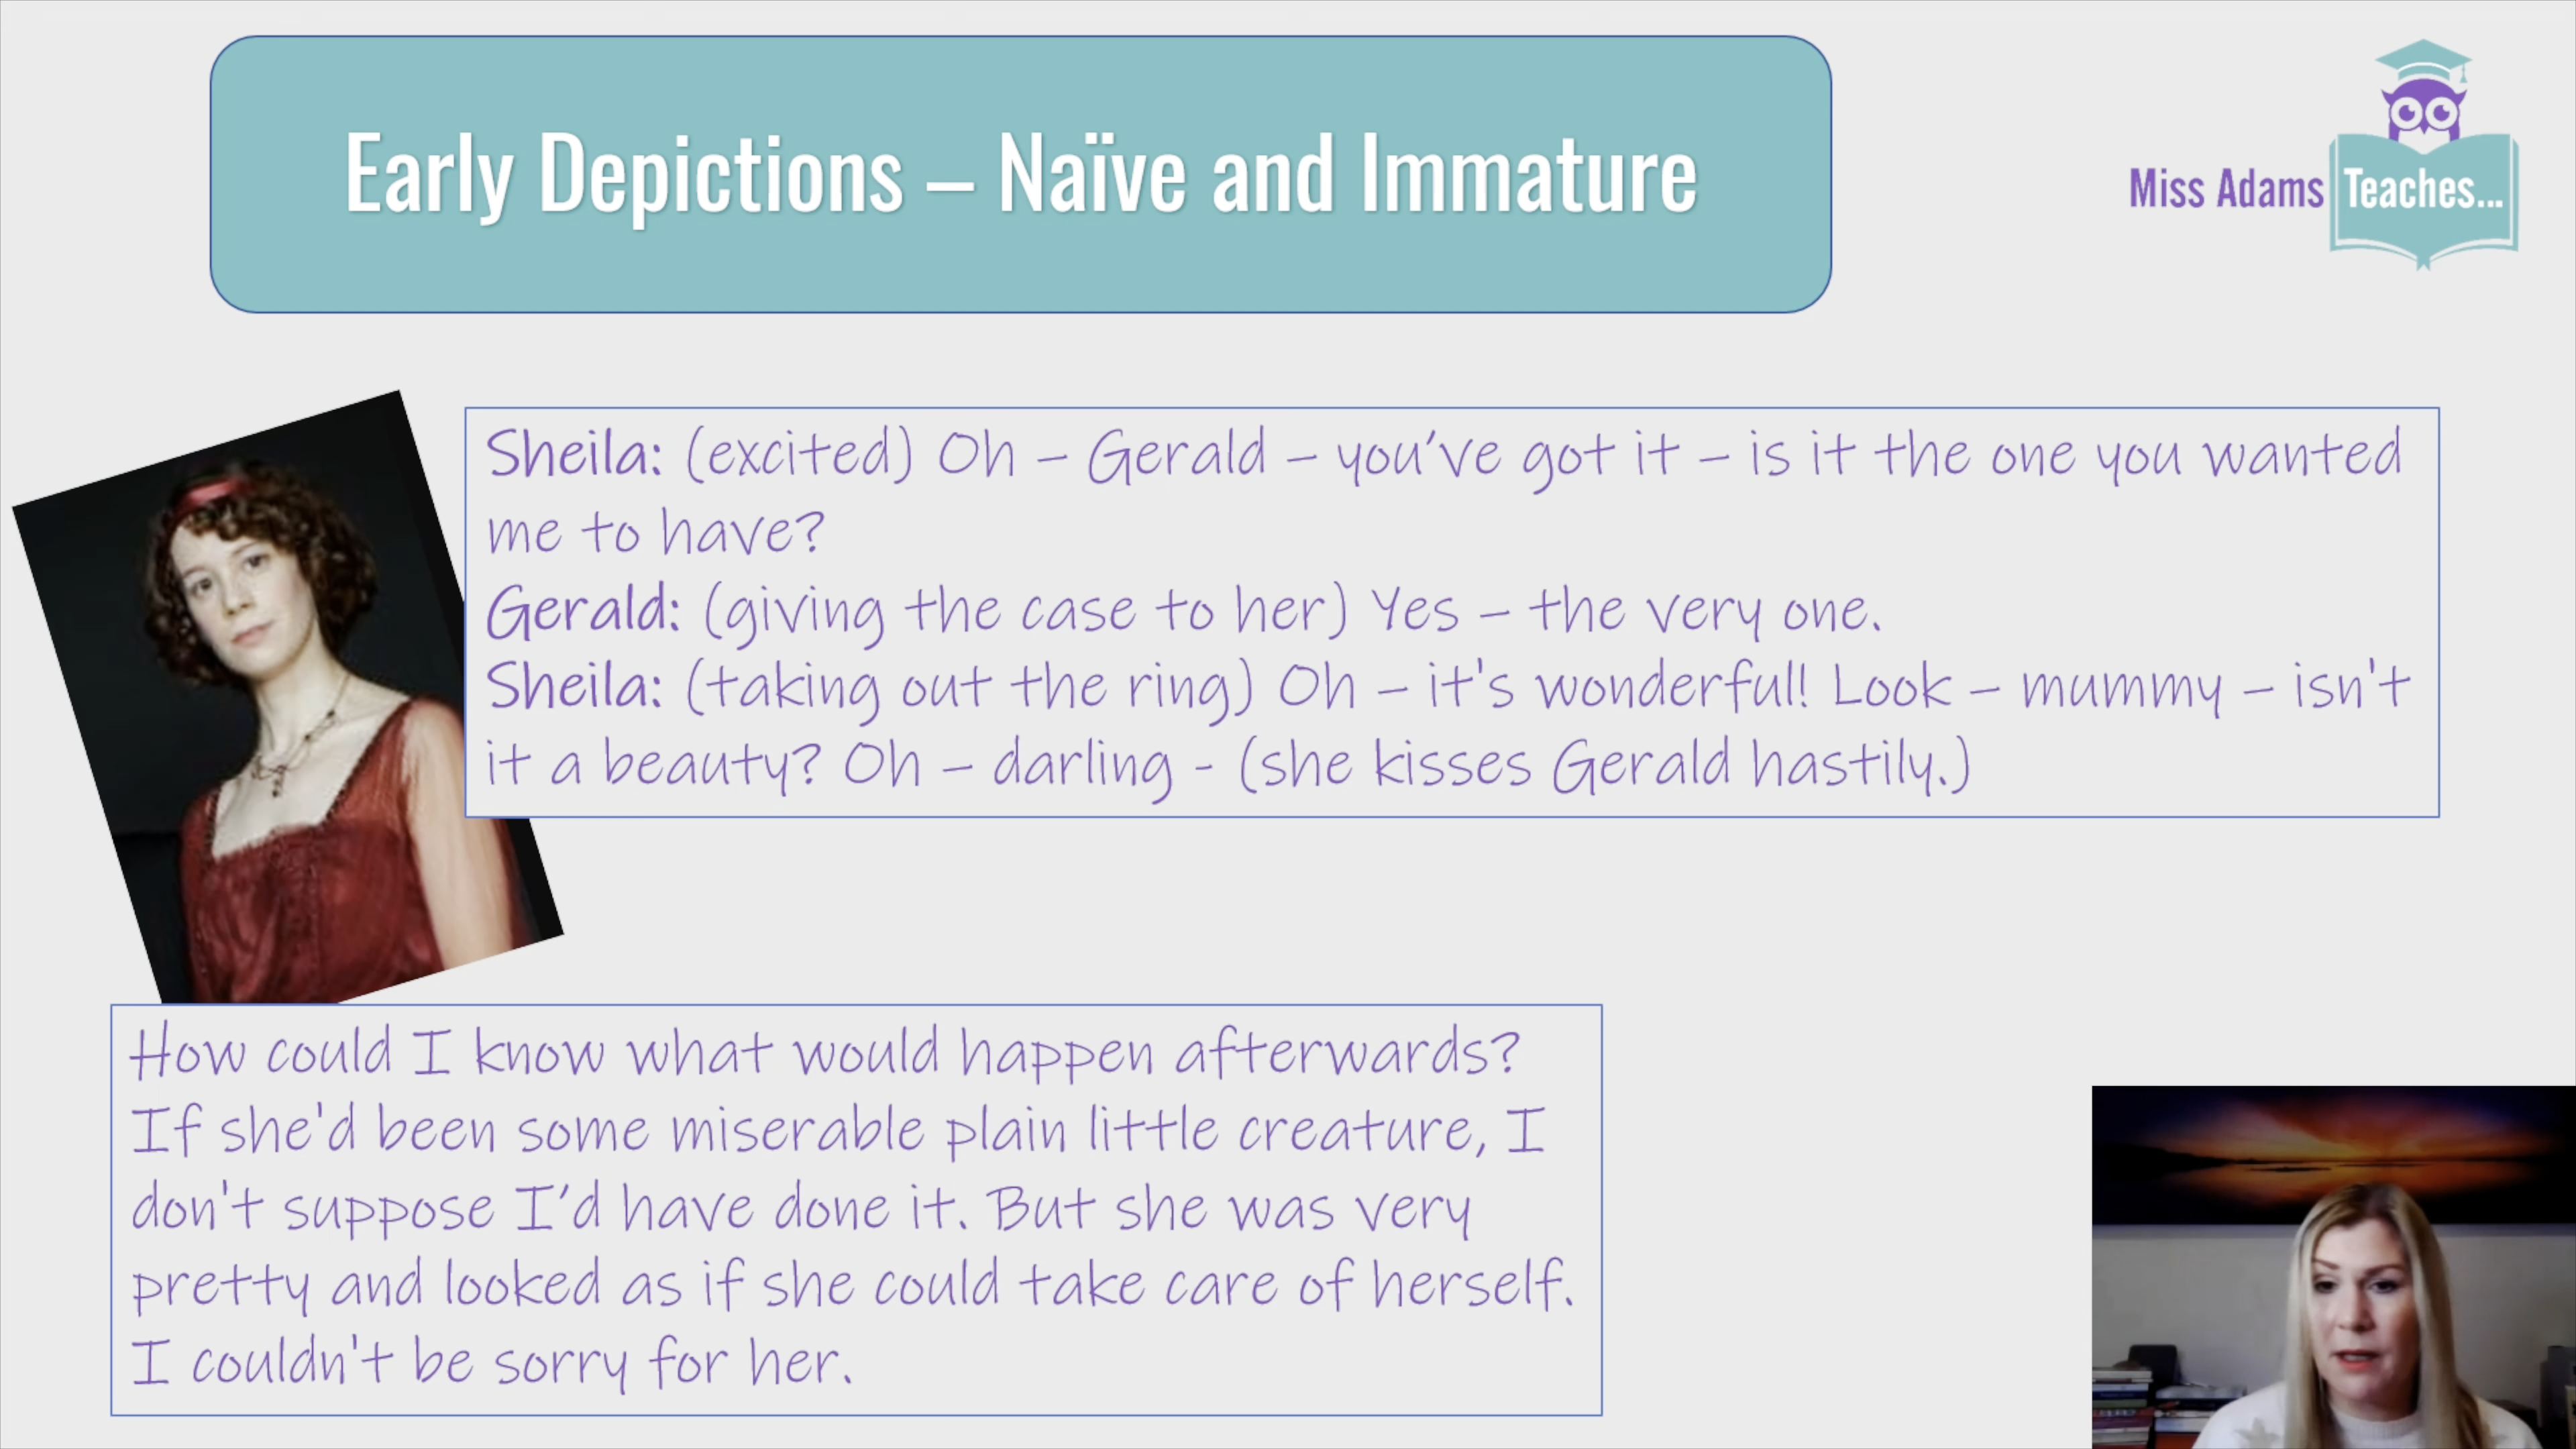 Early Depictions – Naïve and Immature
Miss Adams Teaches...
Sheila: (excited) Oh – Gerald – you've got it – is it the one you wanted
me to have?
Gerald: (giving the case to her) Yes – the very one.
Sheila: (taking out the ring) Oh – it's wonderful! Look – mummy – isn't
it a beauty? Oh – darling - (she kisses Gerald hastily.)
How could I know what would happen afterwards?
If she'd been some miserable plain little creature, I
don't suppose I'd have done it. But she was very
pretty and looked as if she could take care of herself.
I couldn't be sorry for her.